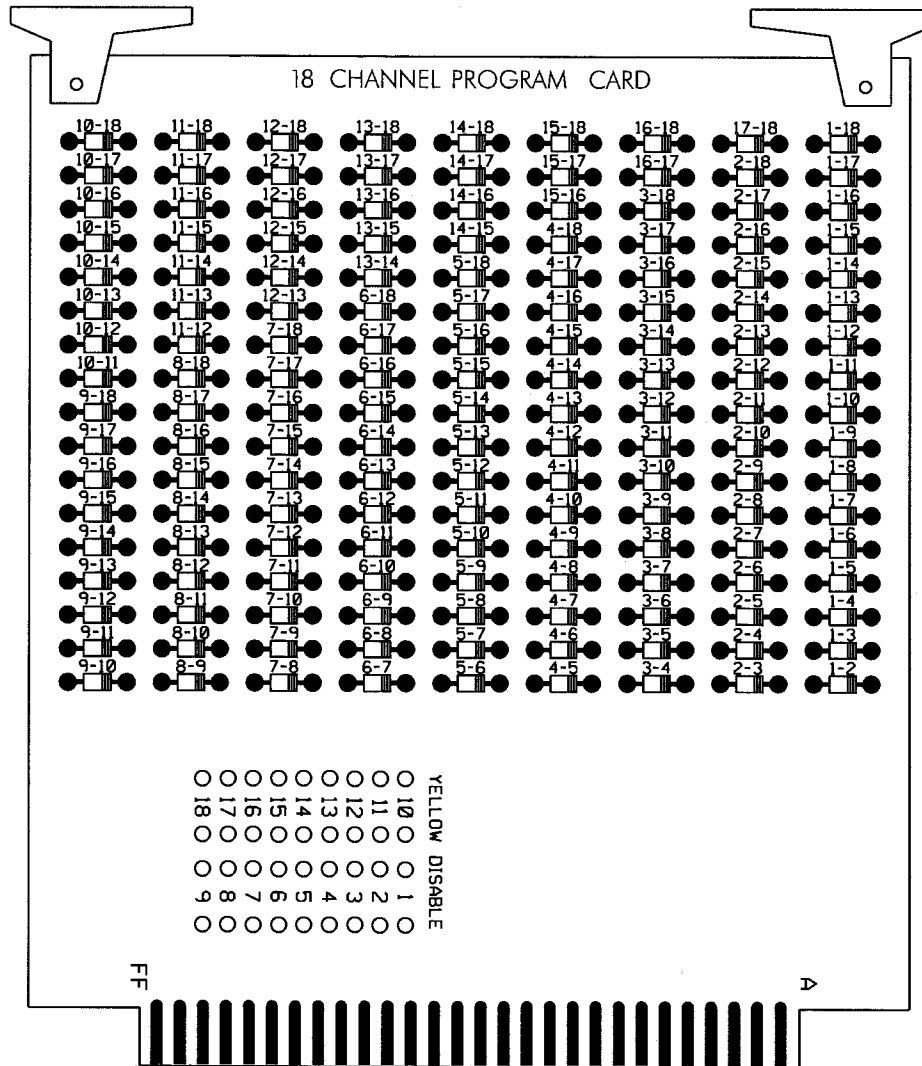 18 CHANNEL PROGRAM CARD
10-18 11-18 12-18 13-18 14-18 15-18 16-18 17-18 1-18
10-17 11-17 12-17 13-17 14-17 15-17 16-17 2-18 1-17
10-16 11-16 12-16 13-16 14-16 15-16 3-18 2-17 1-16
10-15 11-15 12-15 13-15 14-15 4-18 3-17 2-16 1-15
10-14 11-14 12-14 13-14 5-18 4-17 3-16 2-15 1-14
10-13 11-13 12-13 6-18 5-17 4-16 3-15 2-14 1-13
10-12 11-12 7-18 6-17 5-16 4-15 3-14 2-13 1-12
10-11 8-18 7-17 6-16 5-15 4-14 3-13 2-12 1-11
9-18 8-17 7-16 6-15 5-14 4-13 3-12 2-11 1-10
9-17 8-16 7-15 6-14 5-13 4-12 3-11 2-10 1-9
9-16 8-15 7-14 6-13 5-12 4-11 3-10 2-9 1-8
9-15 8-14 7-13 6-12 5-11 4-10 3-9 2-8 1-7
9-14 8-13 7-12 6-11 5-10 4-9 3-8 2-7 1-6
9-13 8-12 7-11 6-10 5-9 4-8 3-7 2-6 1-5
9-12 8-11 7-10 6-9 5-8 4-7 3-6 2-5 1-4
9-11 8-10 7-9 6-8 5-7 4-6 3-5 2-4 1-3
9-10 8-9 7-8 6-7 5-6 4-5 3-4 2-3 1-2
YELLOW DISABLE
18 17 16 15 14 13 12 11 10
9 8 7 6 5 4 3 2 1
FF A